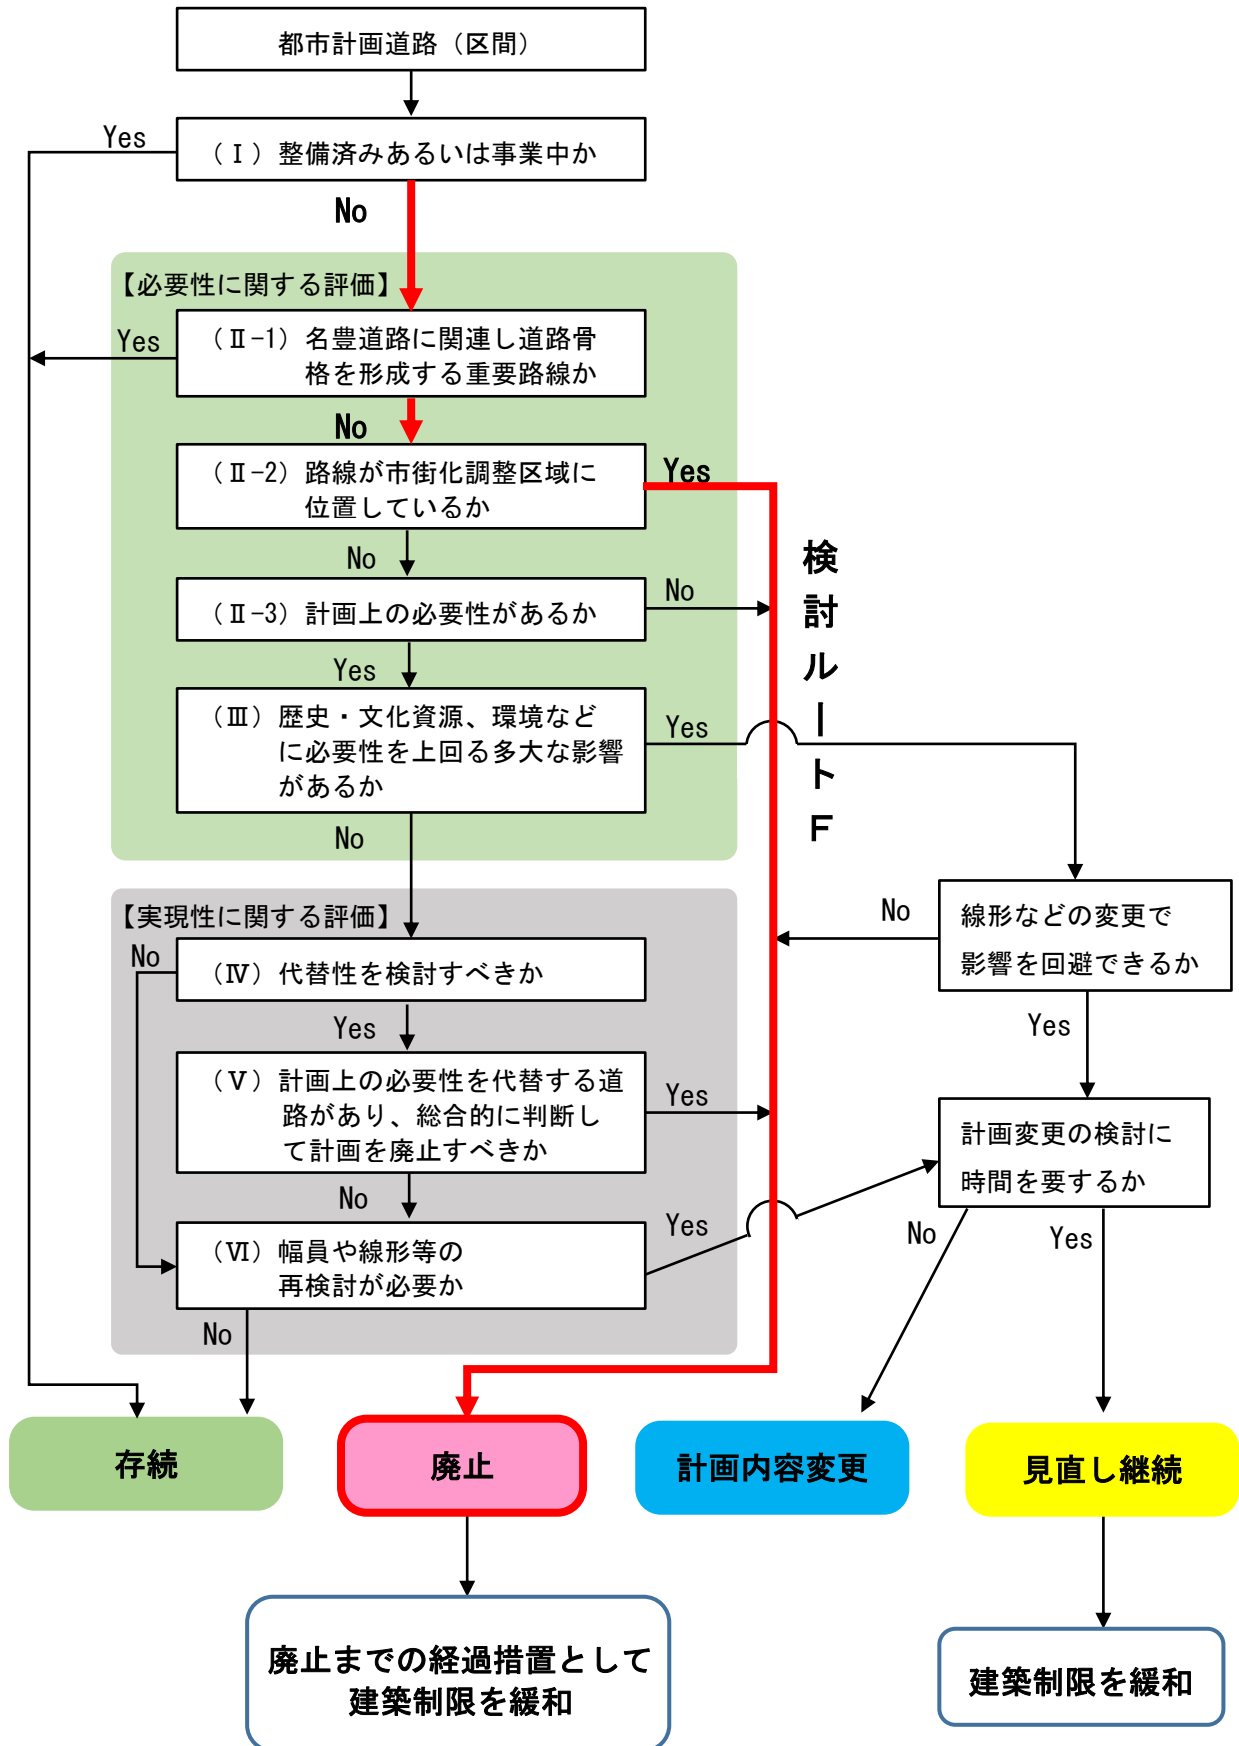 都市計画道路（区間）
Yes
（Ⅰ）整備済みあるいは事業中か
No
【必要性に関する評価】
Yes
（Ⅱ-1）名豊道路に関連し道路骨
格を形成する重要路線か
No
（Ⅱ-2）路線が市街化調整区域に
位置しているか
Yes
No
（Ⅱ-3）計画上の必要性があるか
No
Yes
（Ⅲ）歴史・文化資源、環境など
に必要性を上回る多大な影響
があるか
Yes
No
検討ルートF
【実現性に関する評価】
No
（Ⅳ）代替性を検討すべきか
Yes
（Ⅴ）計画上の必要性を代替する道
路があり、総合的に判断し
て計画を廃止すべきか
Yes
No
（Ⅵ）幅員や線形等の
再検討が必要か
Yes
No
No
線形などの変更で
影響を回避できるか
Yes
計画変更の検討に
時間を要するか
No
Yes
存続
廃止
計画内容変更
見直し継続
廃止までの経過措置として
建築制限を緩和
建築制限を緩和